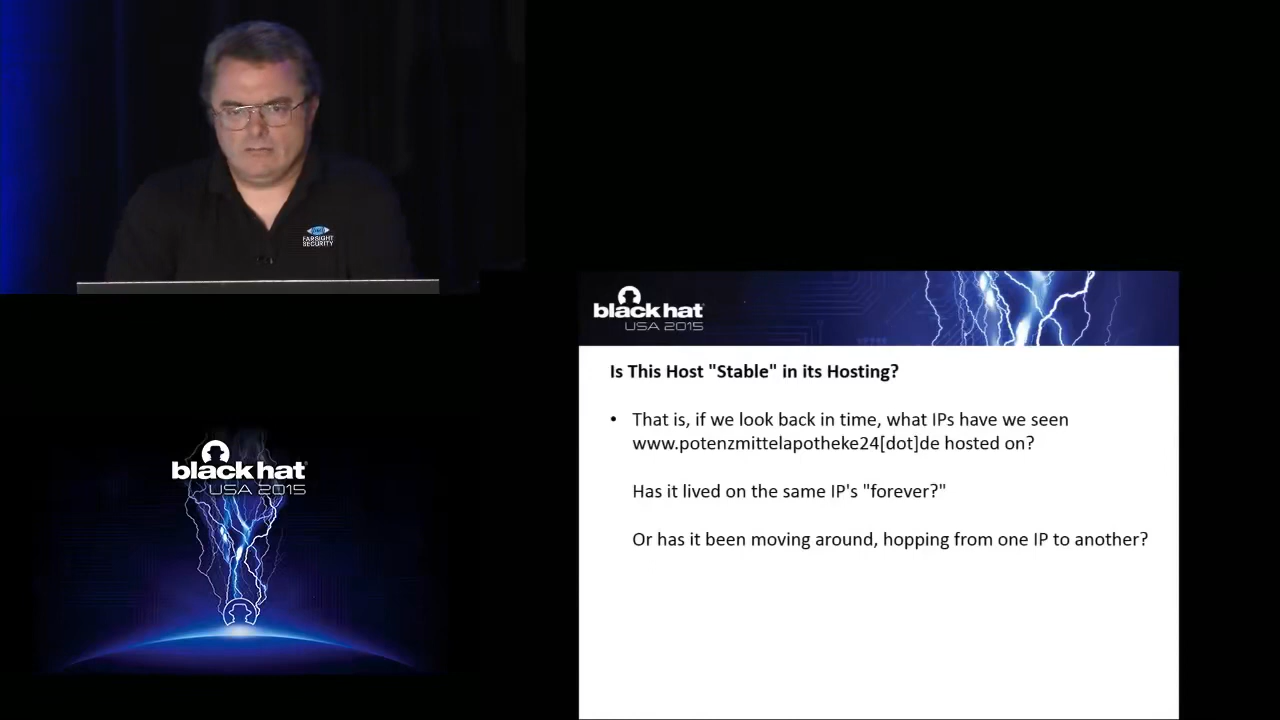 FARSIGHT
SECURITY
black hat
USA 2015
black hat
USA 2015
Is This Host "Stable" in its Hosting?
• That is, if we look back in time, what IPs have we seen
www.potenzmittelapotheke24[dot]de hosted on?
Has it lived on the same IP's "forever?"
Or has it been moving around, hopping from one IP to another?